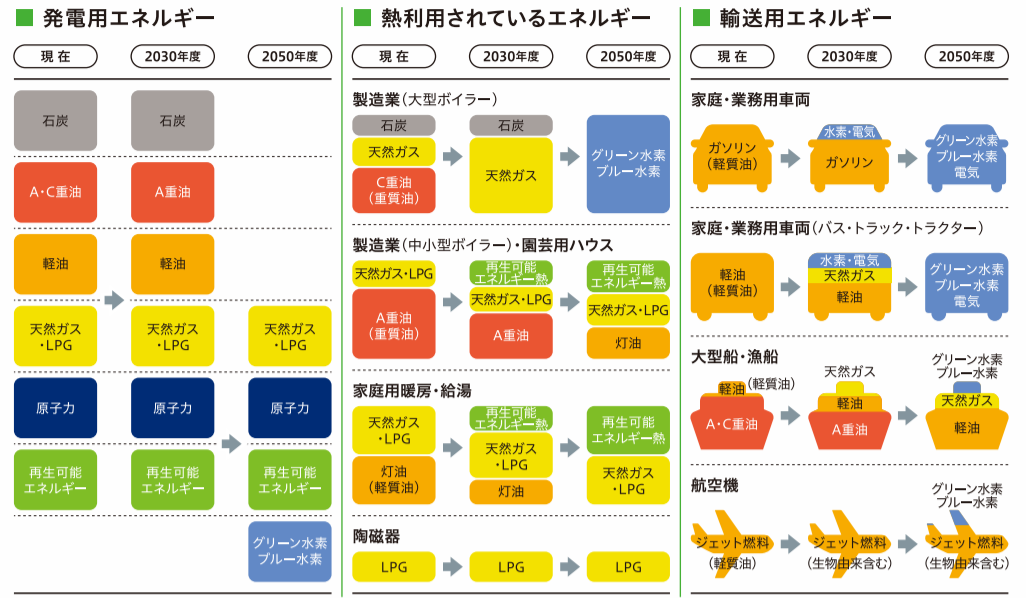 発電用エネルギー
現在
2030年度
2050年度
石炭
石炭
A・C重油
A重油
軽油
軽油
天然ガス
・LPG
天然ガス
・LPG
天然ガス
・LPG
原子力
原子力
原子力
再生可能
エネルギー
再生可能
エネルギー
再生可能
エネルギー
グリーン水素
ブルー水素
熱利用されているエネルギー
現在
2030年度
2050年度
製造業(大型ボイラー)
石炭
天然ガス
C重油
(重質油)
石炭
天然ガス
グリーン水素
ブルー水素
製造業(中小型ボイラー)・園芸用ハウス
天然ガス・LPG
A重油
(重質油)
再生可能
エネルギー熱
天然ガス・LPG
A重油
再生可能
エネルギー熱
天然ガス・LPG
灯油
家庭用暖房・給湯
天然ガス
・LPG
灯油
(軽質油)
再生可能
エネルギー熱
天然ガス
・LPG
灯油
再生可能
エネルギー熱
天然ガス
・LPG
陶磁器
LPG
LPG
LPG
輸送用エネルギー
現在
2030年度
2050年度
家庭・業務用車両
ガソリン
(軽質油)
水素・電気
ガソリン
グリーン水素
ブルー水素
電気
家庭・業務用車両(バス・トラック・トラクター)
軽油
(軽質油)
水素・電気
天然ガス
軽油
グリーン水素
ブルー水素
電気
大型船・漁船
軽油(軽質油)
A・C重油
天然ガス
軽油
A重油
グリーン水素
ブルー水素
天然ガス
軽油
航空機
ジェット燃料
(軽質油)
ジェット燃料
(生物由来含む)
グリーン水素
ブルー水素
ジェット燃料
(生物由来含む)